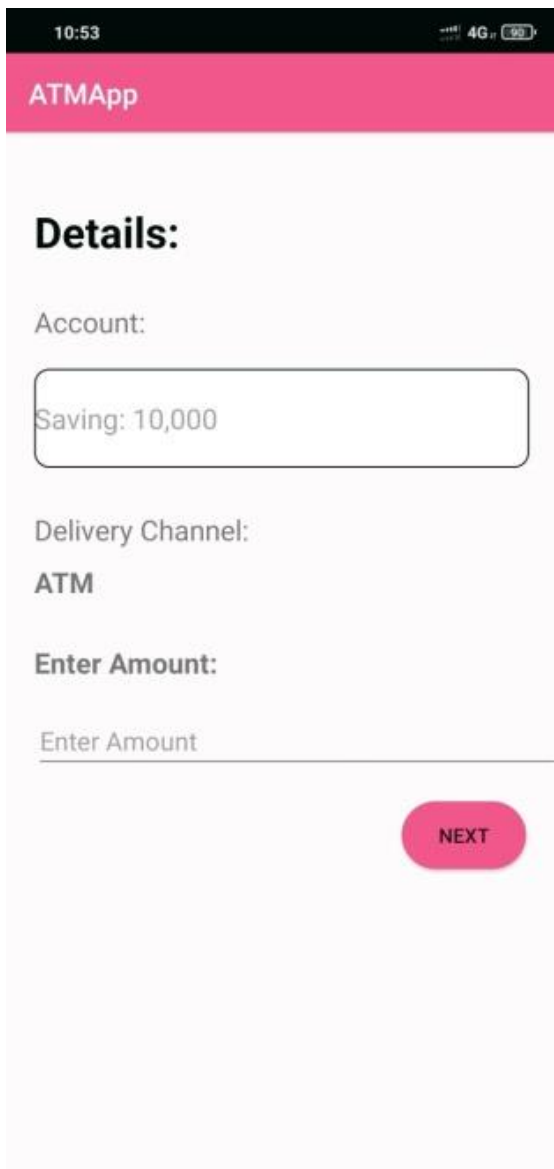 10:53
4G
90
ATMApp
Details:
Account:
Saving: 10,000
Delivery Channel:
ATM
Enter Amount:
Enter Amount
NEXT